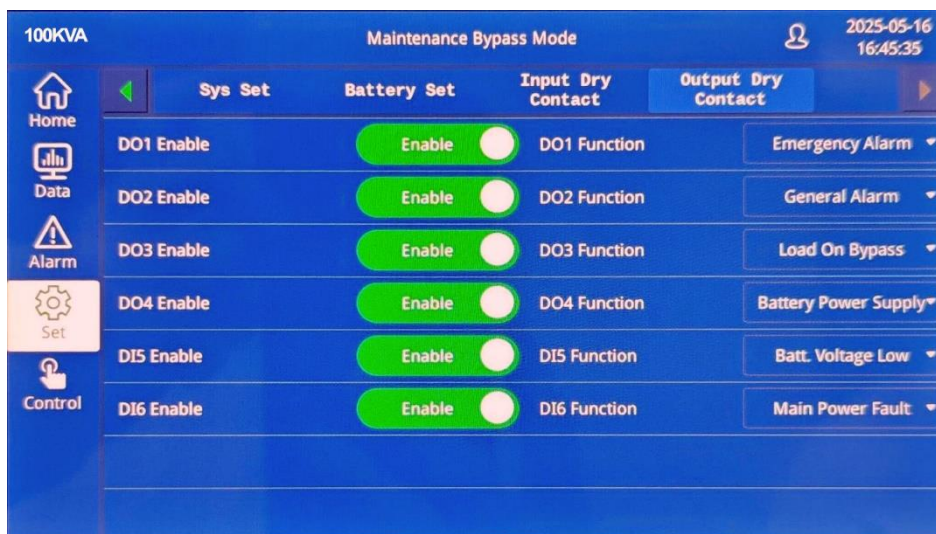 100KVA
Maintenance Bypass Mode
2025-05-16
16:45:35
Home
Data
Alarm
Set
Control
Sys Set
Battery Set
Input Dry
Contact
Output Dry
Contact
DO1 Enable Enable DO1 Function Emergency Alarm
DO2 Enable Enable DO2 Function General Alarm
DO3 Enable Enable DO3 Function Load On Bypass
DO4 Enable Enable DO4 Function Battery Power Supply
DI5 Enable Enable DI5 Function Batt. Voltage Low
DI6 Enable Enable DI6 Function Main Power Fault